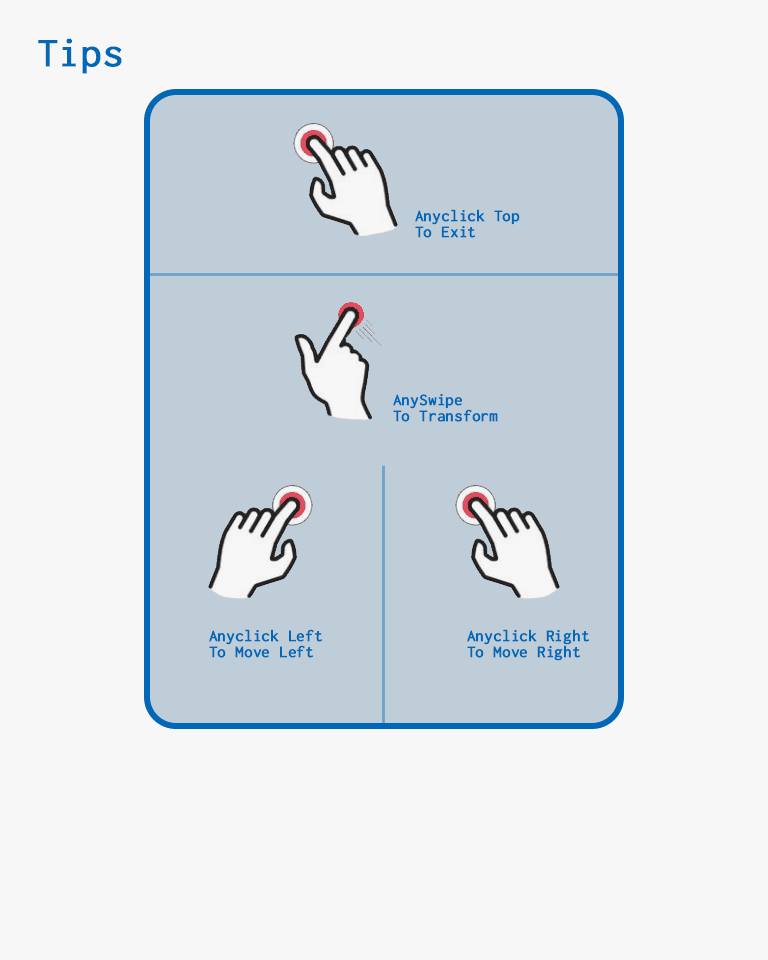 Tips
Anyclick Top
To Exit
AnySwipe
To Transform
Anyclick Left
To Move Left
Anyclick Right
To Move Right